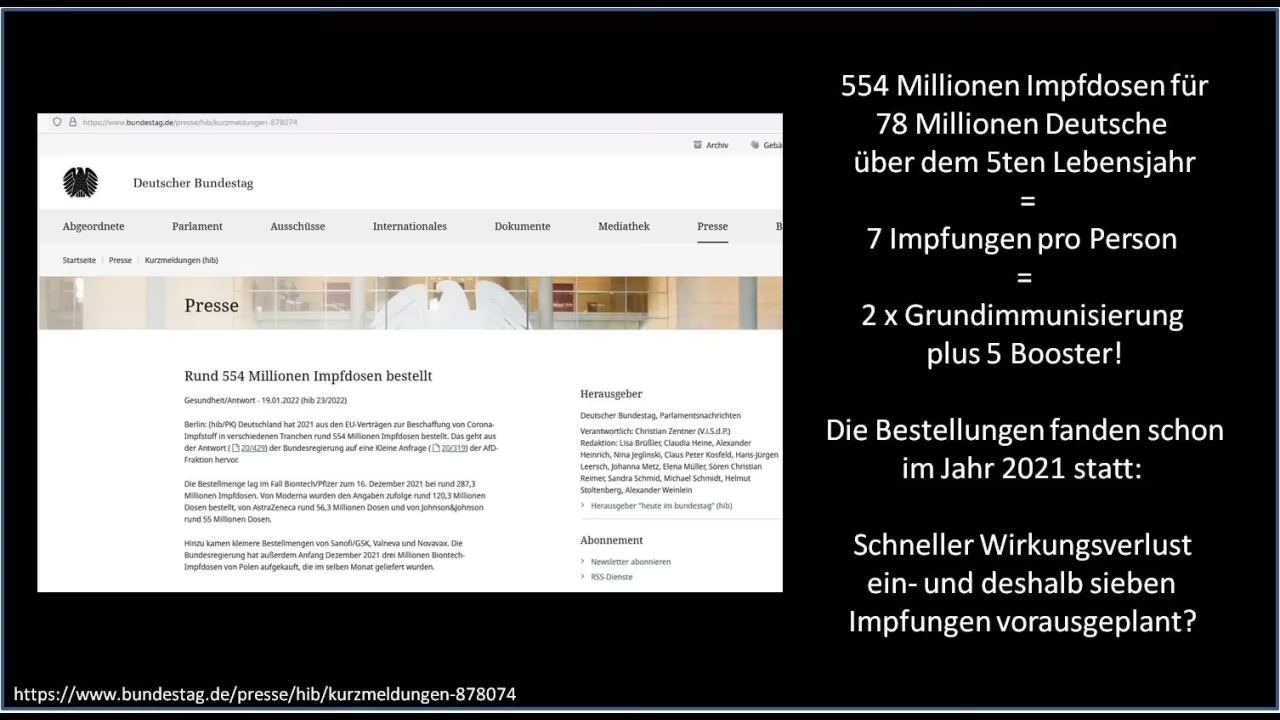 https://www.bundestag.de/presse/hib/kurzmeldungen-878074
Archiv
Gebä
Deutscher Bundestag
Abgeordnete
Parlament
Ausschüsse
Internationales
Dokumente
Mediathek
Presse
B
Startseite | Presse | Kurzmeldungen (hib)
Presse
Rund 554 Millionen Impfdosen bestellt
Gesundheit/Antwort - 19.01.2022 (hib 23/2022)
Berlin: (hib/PK) Deutschland hat 2021 aus den EU-Verträgen zur Beschaffung von Corona-
Impfstoff in verschiedenen Tranchen rund 554 Millionen Impfdosen bestellt. Das geht aus
der Antwort (20/429) der Bundesregierung auf eine Kleine Anfrage (20/319) der AfD-
Fraktion hervor.
Die Bestellmenge lag im Fall Biontech/Pfizer zum 16. Dezember 2021 bei rund 287,3
Millionen Impfdosen. Von Moderna wurden den Angaben zufolge rund 120,3 Millionen
Dosen bestellt, von AstraZeneca rund 56,3 Millionen Dosen und von Johnson&Johnson
rund 55 Millionen Dosen.
Hinzu kamen kleinere Bestellmengen von Sanofi/GSK, Valneva und Novavax. Die
Bundesregierung hat außerdem Anfang Dezember 2021 drei Millionen Biontech-
Impfdosen von Polen aufgekauft, die im selben Monat geliefert wurden.
Herausgeber
Deutscher Bundestag, Parlamentsnachrichten
Verantwortlich: Christian Zentner (V.i.S.d.P.)
Redaktion: Lisa Brüßler, Claudia Heine, Alexander
Heinrich, Nina Jeglinski, Claus Peter Kosfeld, Hans-Jürgen
Leersch, Johanna Metz, Elena Müller, Sören Christian
Reimer, Sandra Schmid, Michael Schmidt, Helmut
Stoltenberg, Alexander Weinlein
Herausgeber "heute im bundestag" (hib)
Abonnement
Newsletter abonnieren
RSS-Dienste
554 Millionen Impfdosen für
78 Millionen Deutsche
über dem 5ten Lebensjahr
=
7 Impfungen pro Person
=
2 x Grundimmunisierung
plus 5 Booster!
Die Bestellungen fanden schon
im Jahr 2021 statt:
Schneller Wirkungsverlust
ein- und deshalb sieben
Impfungen vorausgeplant?
https://www.bundestag.de/presse/hib/kurzmeldungen-878074